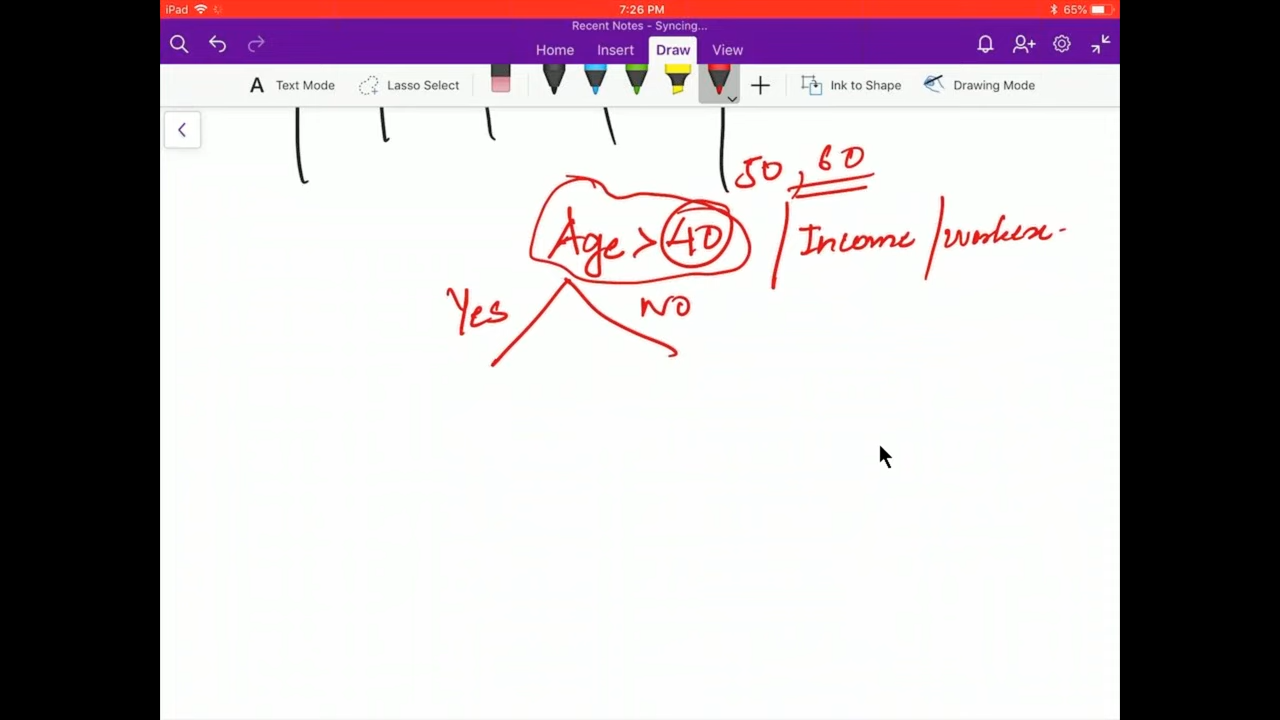 iPad 7:26 PM 65%
Recent Notes - Syncing...
Home Insert Draw View
A Text Mode Lasso Select Ink to Shape Drawing Mode
50, 60
Age > 40 / Income /
Yes NO